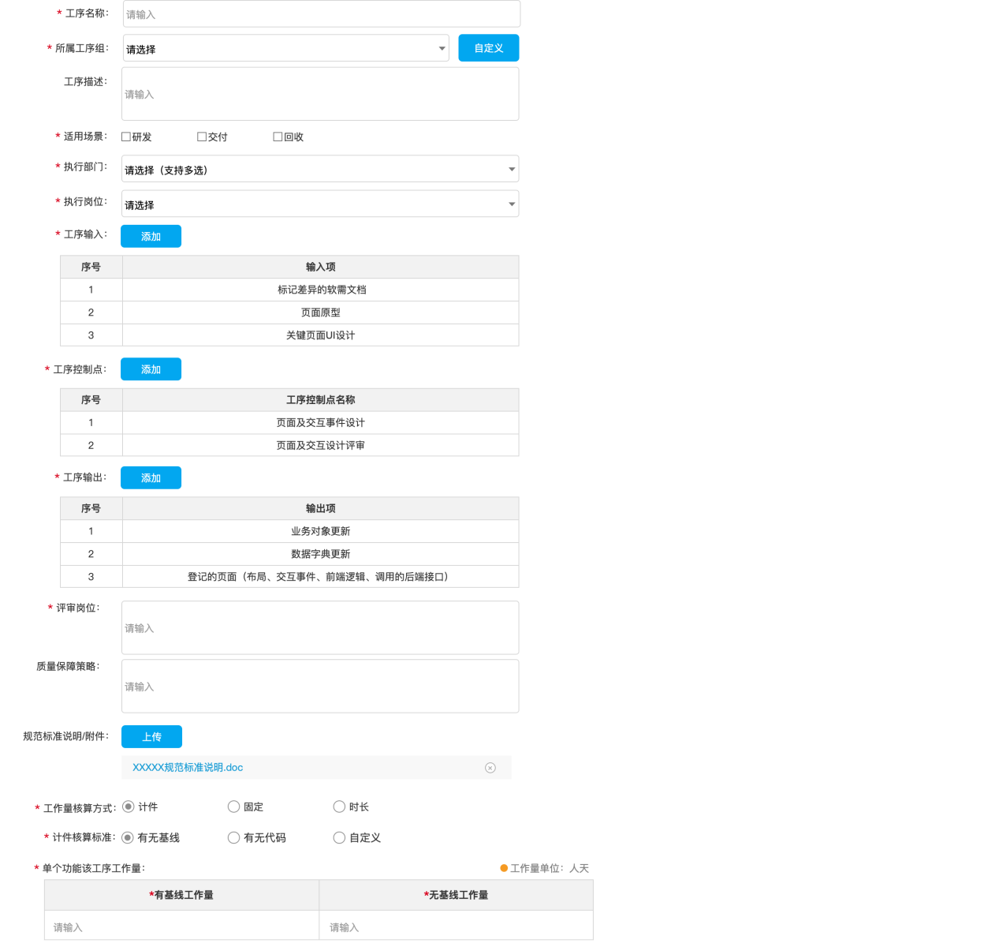 * 工序名称： 请输入
* 所属工序组： 请选择 自定义
工序描述： 请输入
* 适用场景： 研发 交付 回收
* 执行部门： 请选择（支持多选）
* 执行岗位： 请选择
* 工序输入： 添加
序号 输入项
1 标记差异的软需文档
2 页面原型
3 关键页面UI设计
* 工序控制点： 添加
序号 工序控制点名称
1 页面及交互事件设计
2 页面及交互设计评审
* 工序输出： 添加
序号 输出项
1 业务对象更新
2 数据字典更新
3 登记的页面（布局、交互事件、前端逻辑、调用的后端接口）
* 评审岗位： 请输入
质量保障策略： 请输入
规范标准说明/附件： 上传
XXXXX规范标准说明.doc
* 工作量核算方式： 计件 固定 时长
* 计件核算标准： 有无基线 有无代码 自定义
* 单个功能该工序工作量： 工作量单位：人天
*有基线工作量 *无基线工作量
请输入 请输入